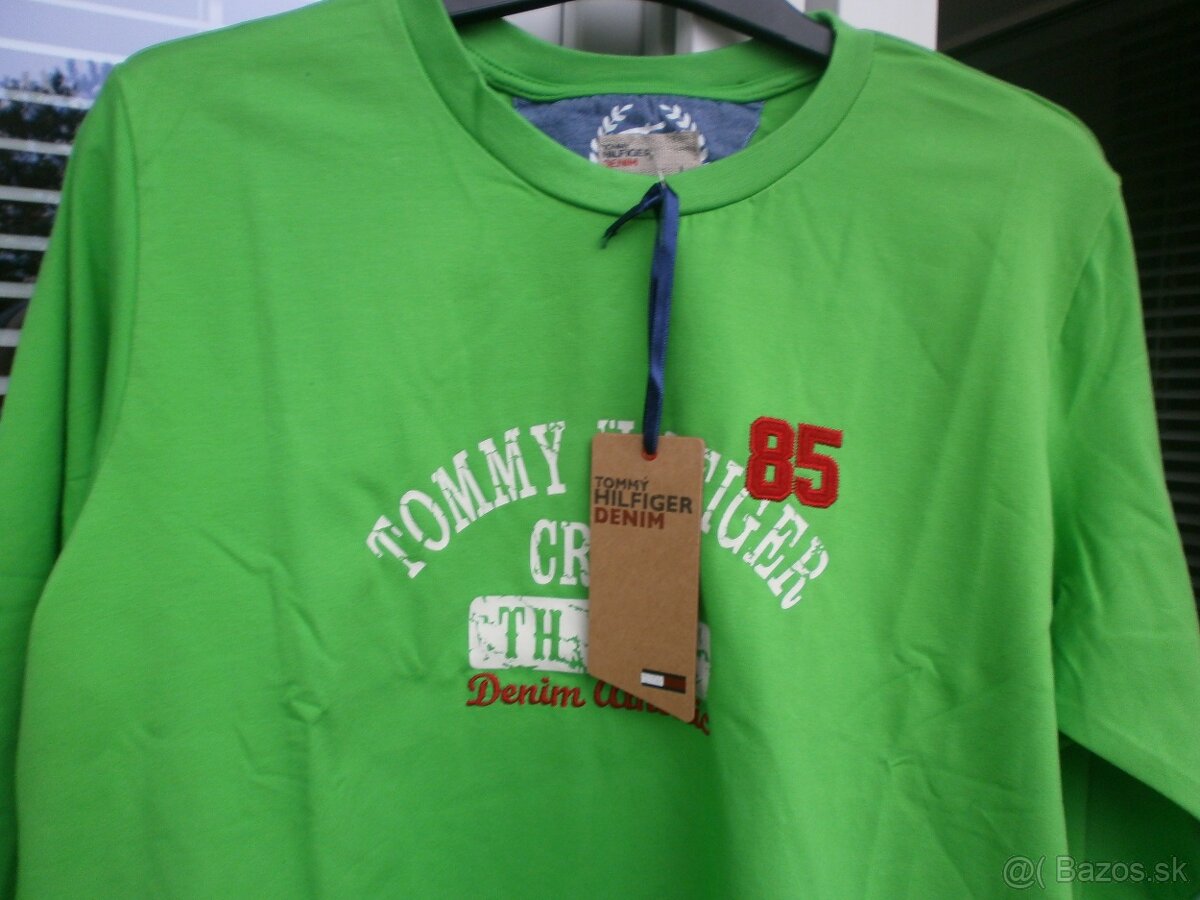 TOMMY
HILFIGER
DENIM
85
TOMMY
CR
TH
Denim
TOMMY
HILFIGER
DENIM
@( Bazos.sk